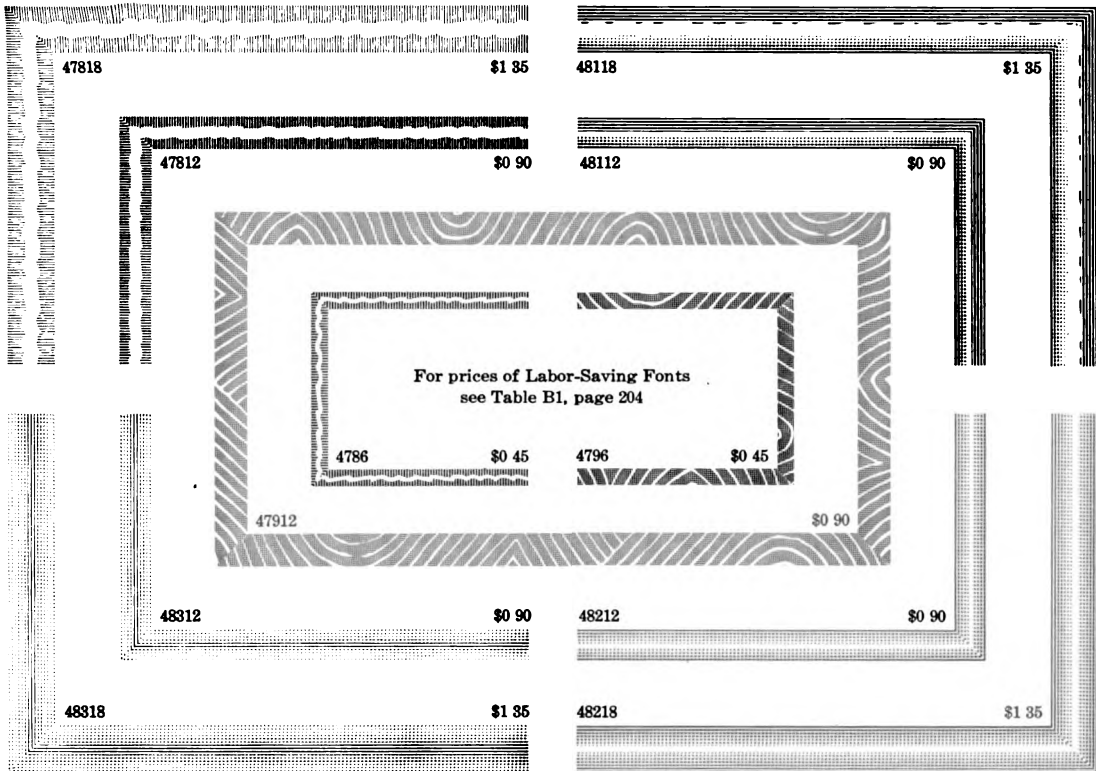 47818 $1 35 48118 $1 35
47812 $0 90 48112 $0 90
For prices of Labor-Saving Fonts
see Table B1, page 204
4786 $0 45 4796 $0 45
47912 $0 90
48312 $0 90 48212 $0 90
48318 $1 35 48218 $1 35